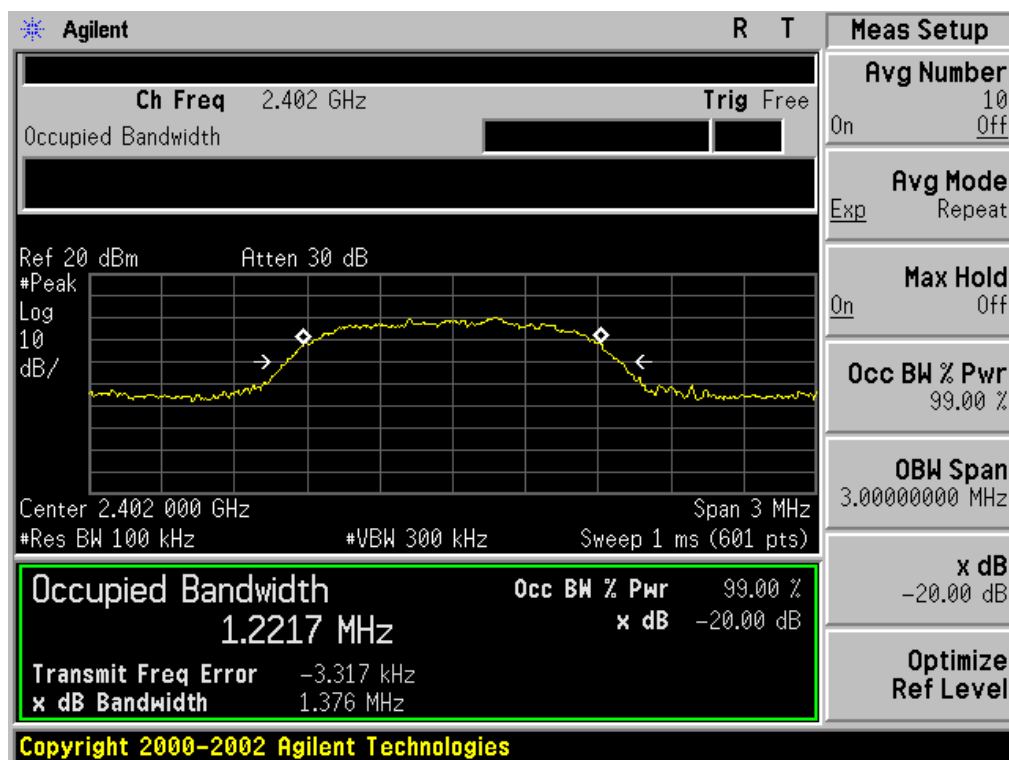 Agilent R T
Meas Setup
Ch Freq 2.402 GHz Trig Free
Occupied Bandwidth
Ref 20 dBm Atten 30 dB
#Peak
Log
10
dB/
Center 2.402 000 GHz Span 3 MHz
#Res BW 100 kHz #VBW 300 kHz Sweep 1 ms (601 pts)
Occupied Bandwidth Occ BW % Pwr 99.00 %
1.2217 MHz x dB -20.00 dB
Transmit Freq Error -3.317 kHz
x dB Bandwidth 1.376 MHz
Avg Number
10
On Off
Avg Mode
Exp Repeat
Max Hold
On Off
Occ BW % Pwr
99.00 %
OBW Span
3.00000000 MHz
x dB
-20.00 dB
Optimize
Ref Level
Copyright 2000-2002 Agilent Technologies